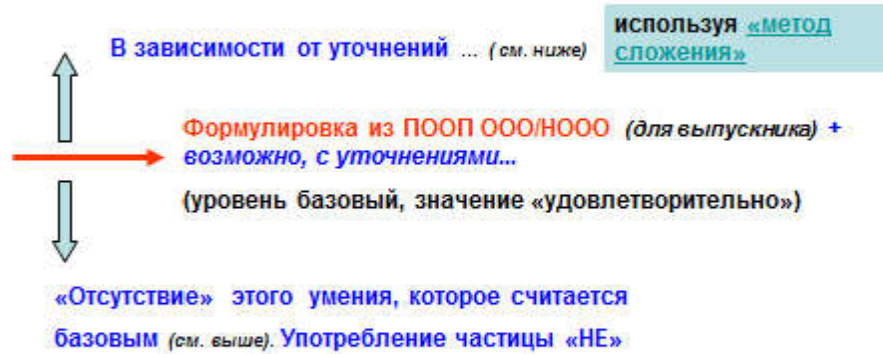 В зависимости от уточнений ... (см. ниже)
используя «метод
сложения»
Формулировка из ПООП ООО/НООО (для выпускника) +
возможно, с уточнениями...
(уровень базовый, значение «удовлетворительно»)
«Отсутствие» этого умения, которое считается
базовым (см. выше). Употребление частицы «НЕ»